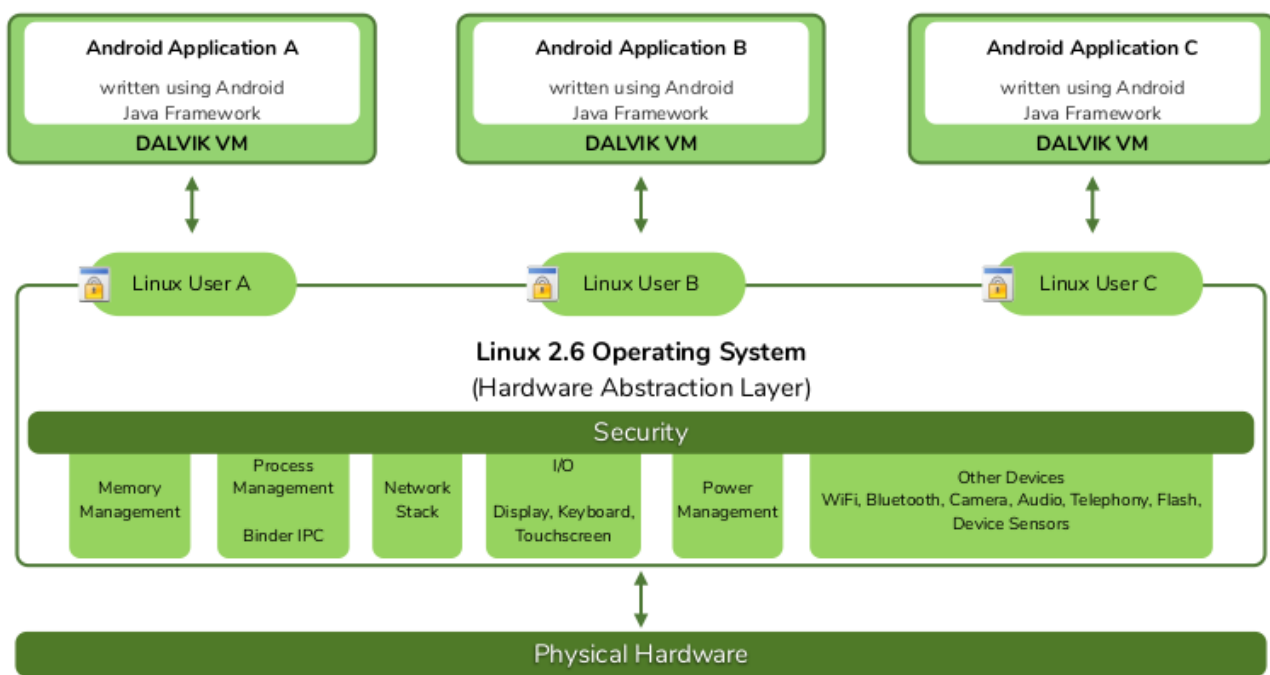 Android Application A
written using Android
Java Framework
DALVIK VM
Android Application B
written using Android
Java Framework
DALVIK VM
Android Application C
written using Android
Java Framework
DALVIK VM
Linux User A
Linux User B
Linux User C
Linux 2.6 Operating System
(Hardware Abstraction Layer)
Security
Memory
Management
Process
Management
Binder IPC
Network
Stack
I/O
Display, Keyboard,
Touchscreen
Power
Management
Other Devices
WiFi, Bluetooth, Camera, Audio, Telephony, Flash,
Device Sensors
Physical Hardware